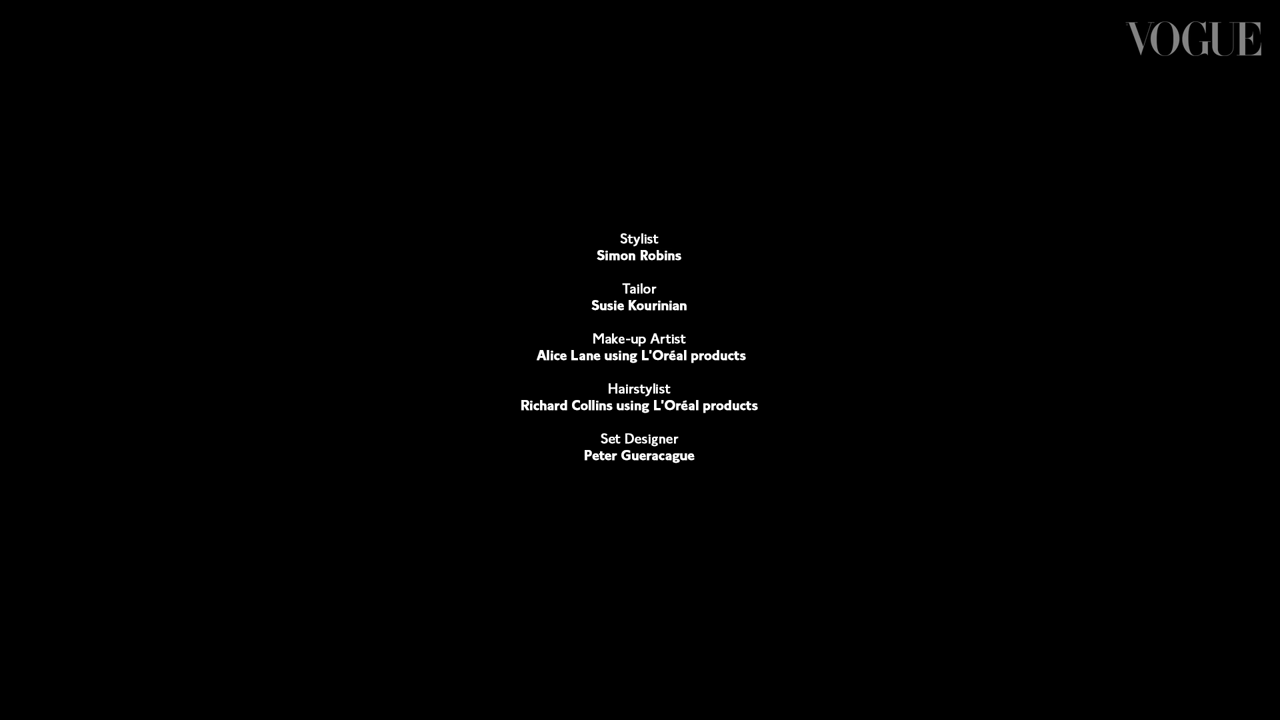 VOGUE
Stylist
Simon Robins
Tailor
Susie Kourinian
Make-up Artist
Alice Lane using L'Oréal products
Hairstylist
Richard Collins using L'Oréal products
Set Designer
Peter Gueracague